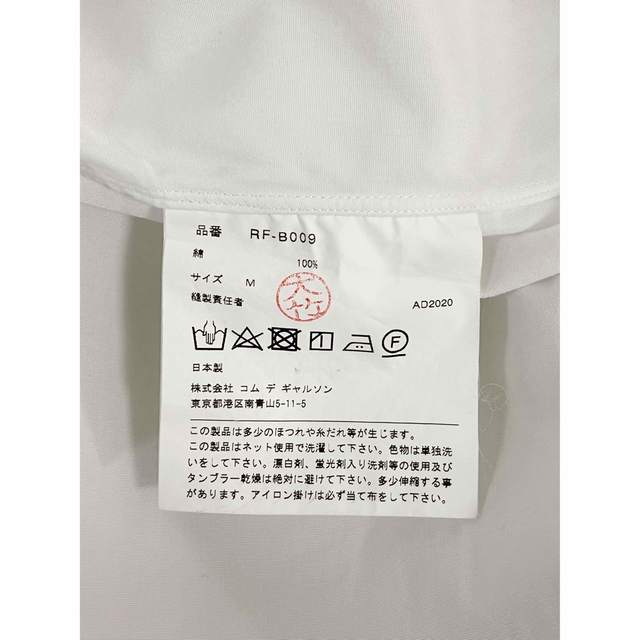 品番 RF-B009
綿 100%
サイズ M
縫製責任者 AD2020
F
日本製
株式会社 コム デ ギャルソン
東京都港区南青山5-11-5
この製品は多少のほつれや糸だれ等が生じます。
この製品はネット使用で洗濯して下さい。色物は単独洗
いをして下さい。漂白剤、蛍光剤入り洗剤等の使用及び
タンブラー乾燥は絶対に避けて下さい。多少伸縮する事
があります。アイロン掛けは必ず当て布をして下さい。